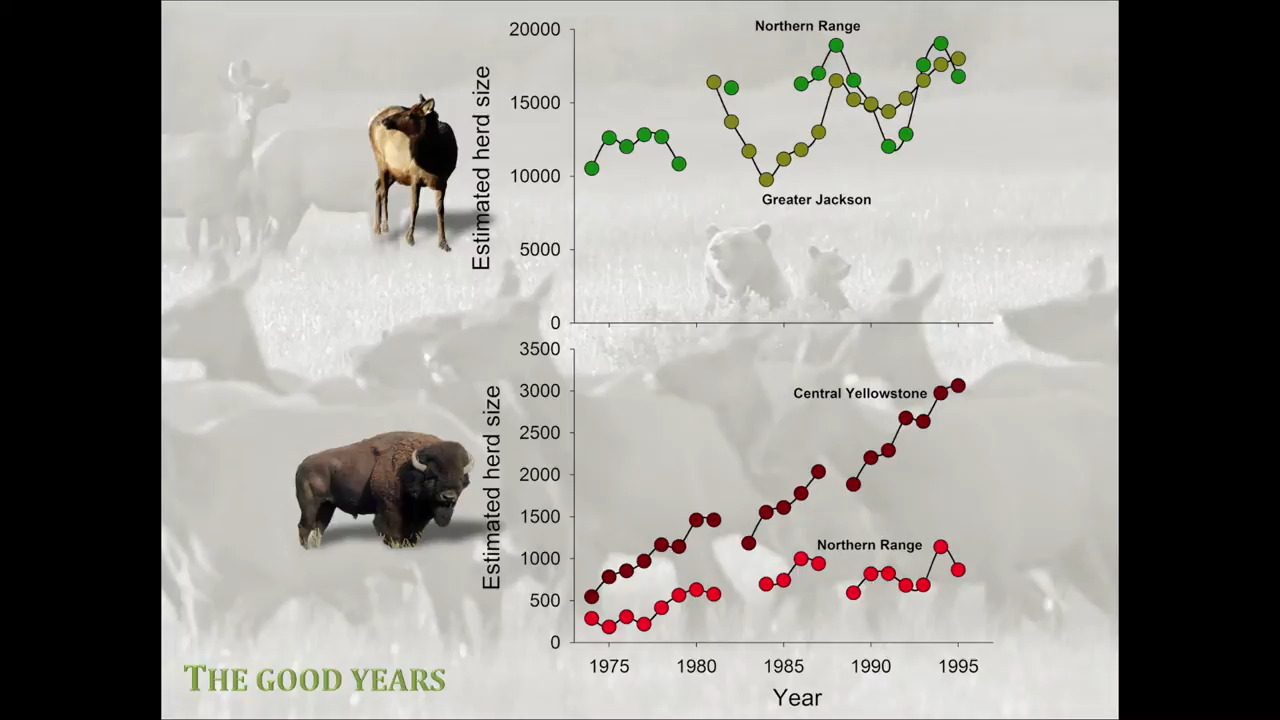 Northern Range
20000
15000
10000
5000
0
Estimated herd size
Greater Jackson
3500
3000
2500
2000
1500
1000
500
0
Estimated herd size
Central Yellowstone
Northern Range
1975 1980 1985 1990 1995
Year
THE GOOD YEARS